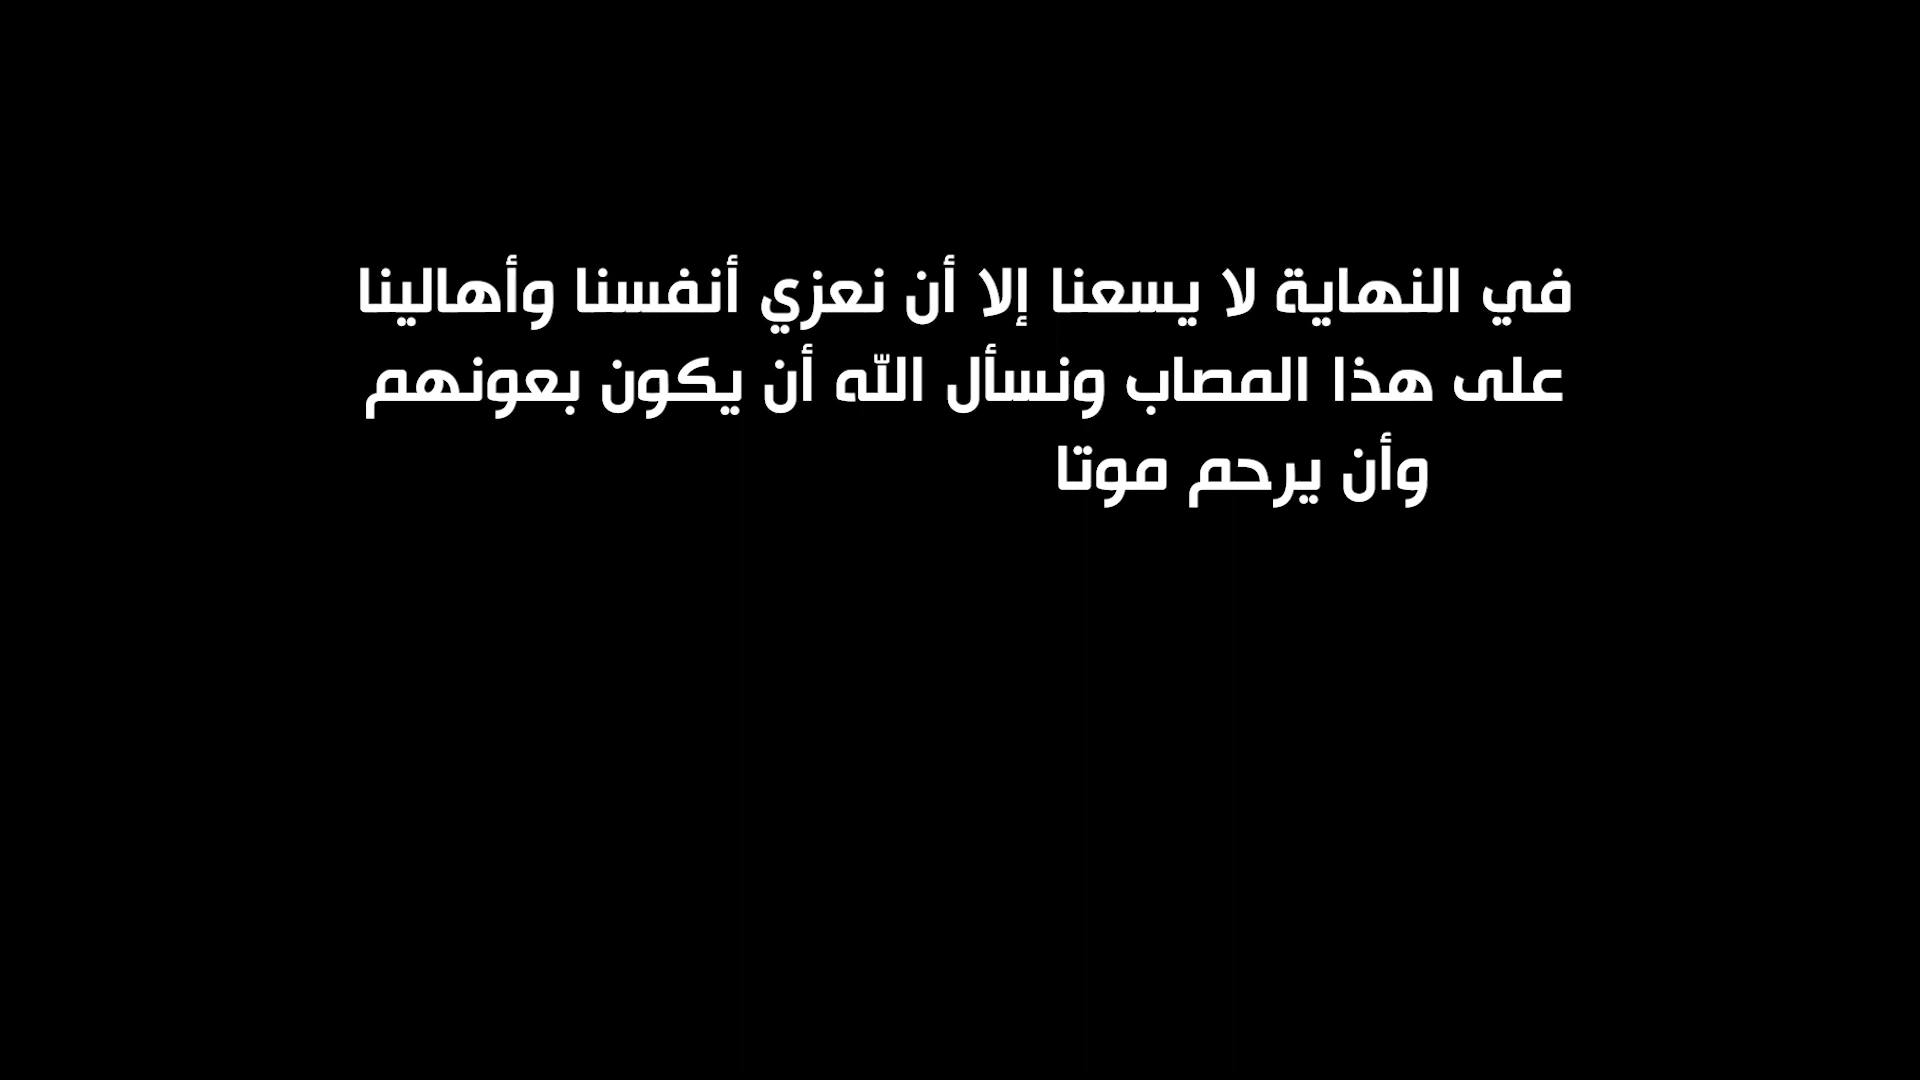 في النهاية لا يسعنا إلا أن نعزي أنفسنا وأهالينا
على هذا المصاب ونسأل الله أن يكون بعونهم
وأن يرحم موتا